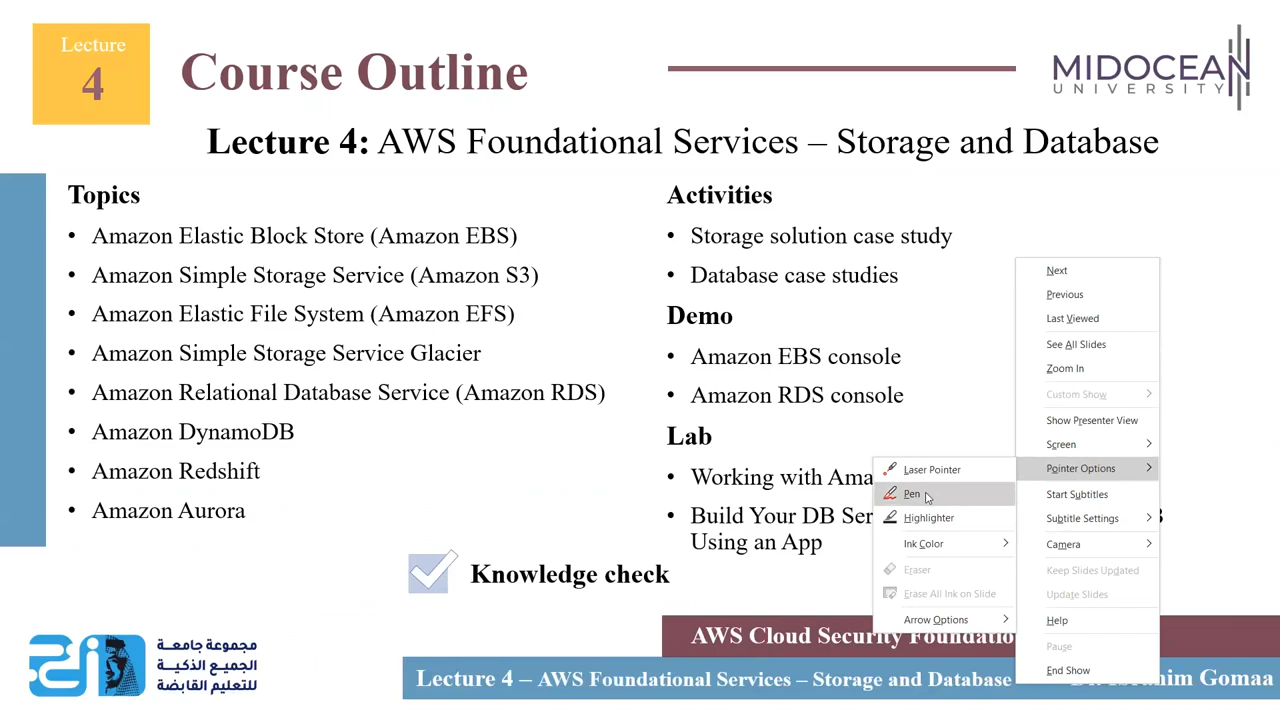 Lecture
4
Course Outline
MIDOCEAN
UNIVERSITY
Lecture 4: AWS Foundational Services – Storage and Database
Topics
• Amazon Elastic Block Store (Amazon EBS)
• Amazon Simple Storage Service (Amazon S3)
• Amazon Elastic File System (Amazon EFS)
• Amazon Simple Storage Service Glacier
• Amazon Relational Database Service (Amazon RDS)
• Amazon DynamoDB
• Amazon Redshift
• Amazon Aurora
Activities
• Storage solution case study
• Database case studies
Demo
• Amazon EBS console
• Amazon RDS console
Lab
• Working with Ama
• Build Your DB Ser
Using an App
Knowledge check
Next
Previous
Last Viewed
See All Slides
Zoom In
Custom Show
Show Presenter View
Screen
Pointer Options
Start Subtitles
Subtitle Settings
Camera
Keep Slides Updated
Update Slides
Help
Pause
End Show
Laser Pointer
Pen
Highlighter
Ink Color
Eraser
Erase All Ink on Slide
Arrow Options
مجموعة جامعة
الجميع الذكية
للتعليم القابضة
AWS Cloud Security Foundatio
Lecture 4 – AWS Foundational Services – Storage and Database
Gomaa